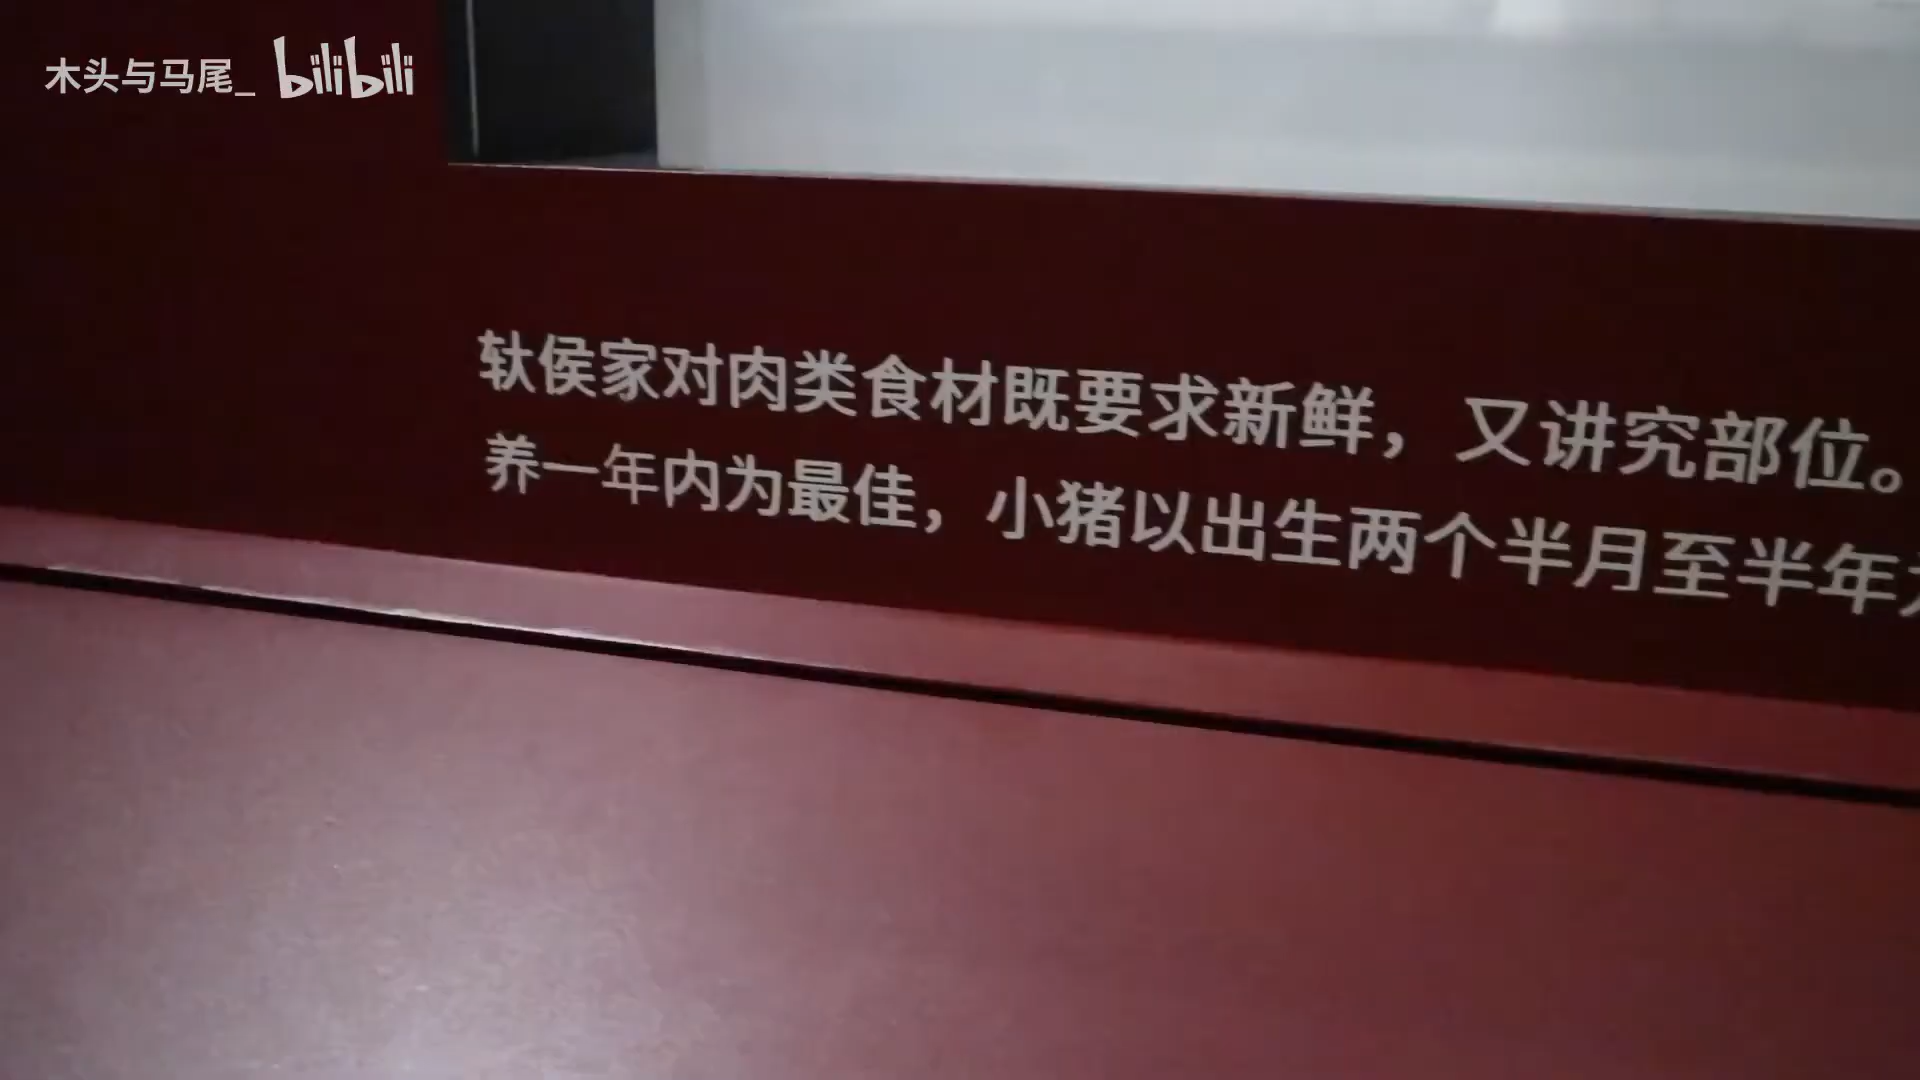 木头与马尾_ bilibili
轪侯家对肉类食材既要求新鲜，又讲究部位。
养一年内为最佳，小猪以出生两个半月至半年